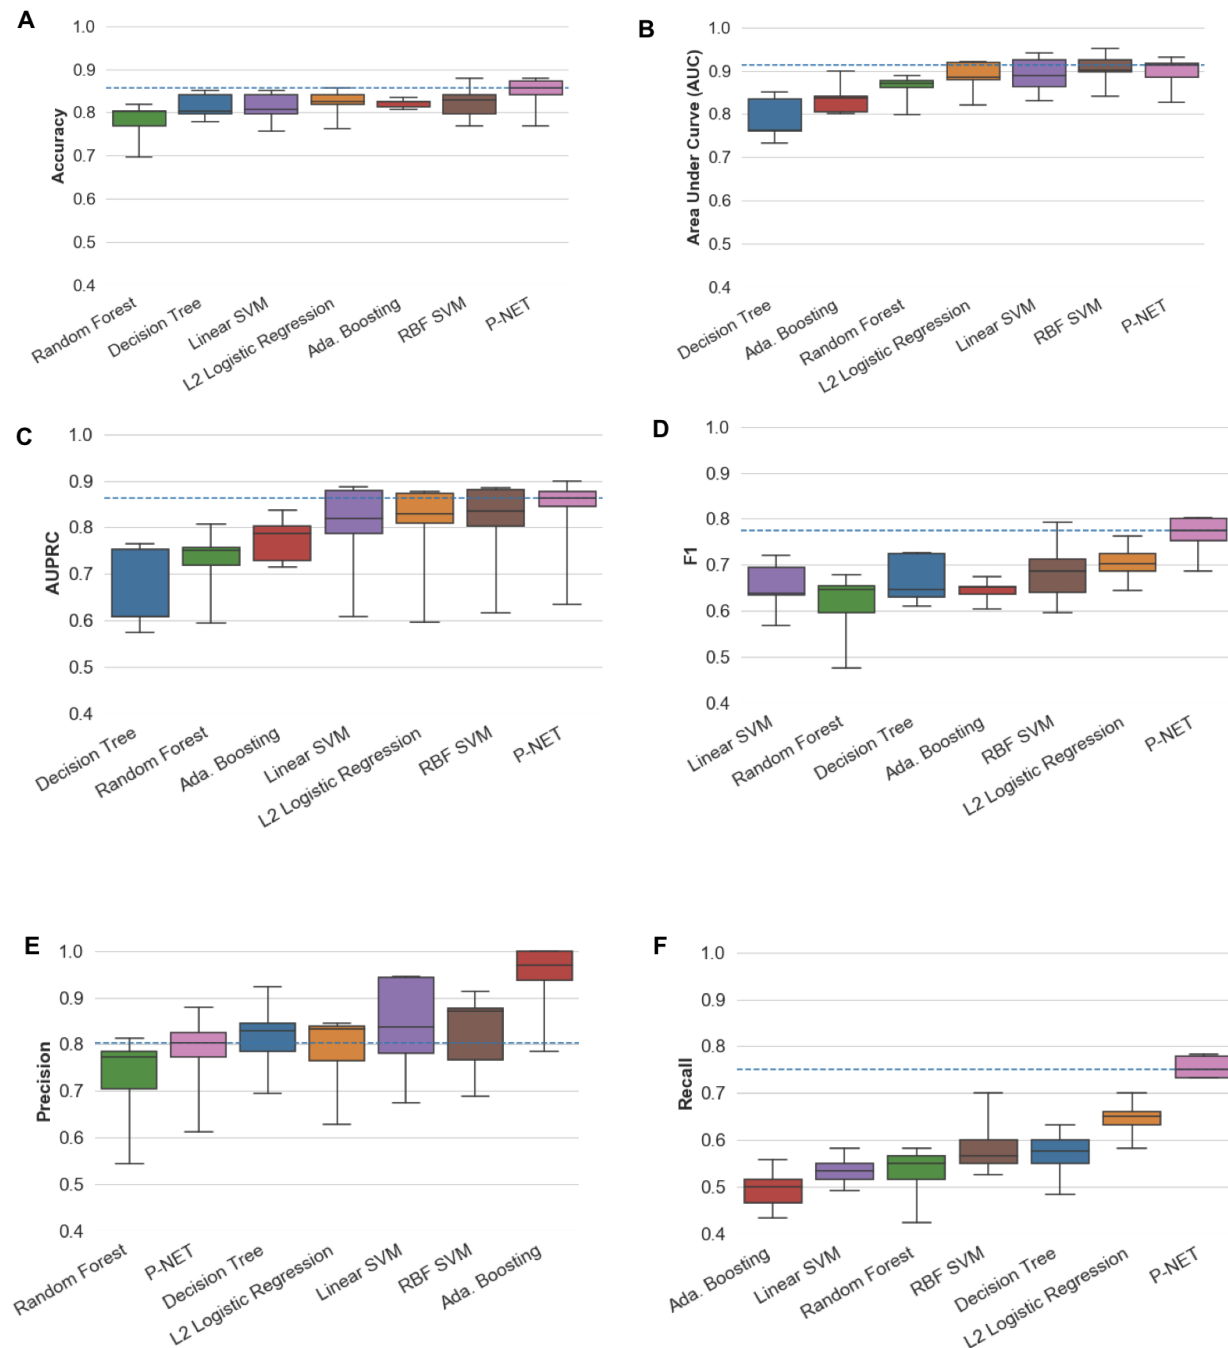 A
Accuracy
1.0
0.9
0.8
0.7
0.6
0.5
0.4
Random Forest
Decision Tree
Linear SVM
L2 Logistic Regression
Ada. Boosting
RBF SVM
P-NET
B
Area Under Curve (AUC)
1.0
0.9
0.8
0.7
0.6
0.5
0.4
Decision Tree
Ada. Boosting
Random Forest
L2 Logistic Regression
Linear SVM
RBF SVM
P-NET
C
AUPRC
1.0
0.9
0.8
0.7
0.6
0.5
0.4
Decision Tree
Random Forest
Ada. Boosting
Linear SVM
L2 Logistic Regression
RBF SVM
P-NET
D
F1
1.0
0.9
0.8
0.7
0.6
0.5
0.4
Linear SVM
Random Forest
Decision Tree
Ada. Boosting
RBF SVM
L2 Logistic Regression
P-NET
E
Precision
1.0
0.9
0.8
0.7
0.6
0.5
0.4
Random Forest
P-NET
Decision Tree
L2 Logistic Regression
Linear SVM
RBF SVM
Ada. Boosting
F
Recall
1.0
0.9
0.8
0.7
0.6
0.5
0.4
Ada. Boosting
Linear SVM
Random Forest
RBF SVM
Decision Tree
L2 Logistic Regression
P-NET